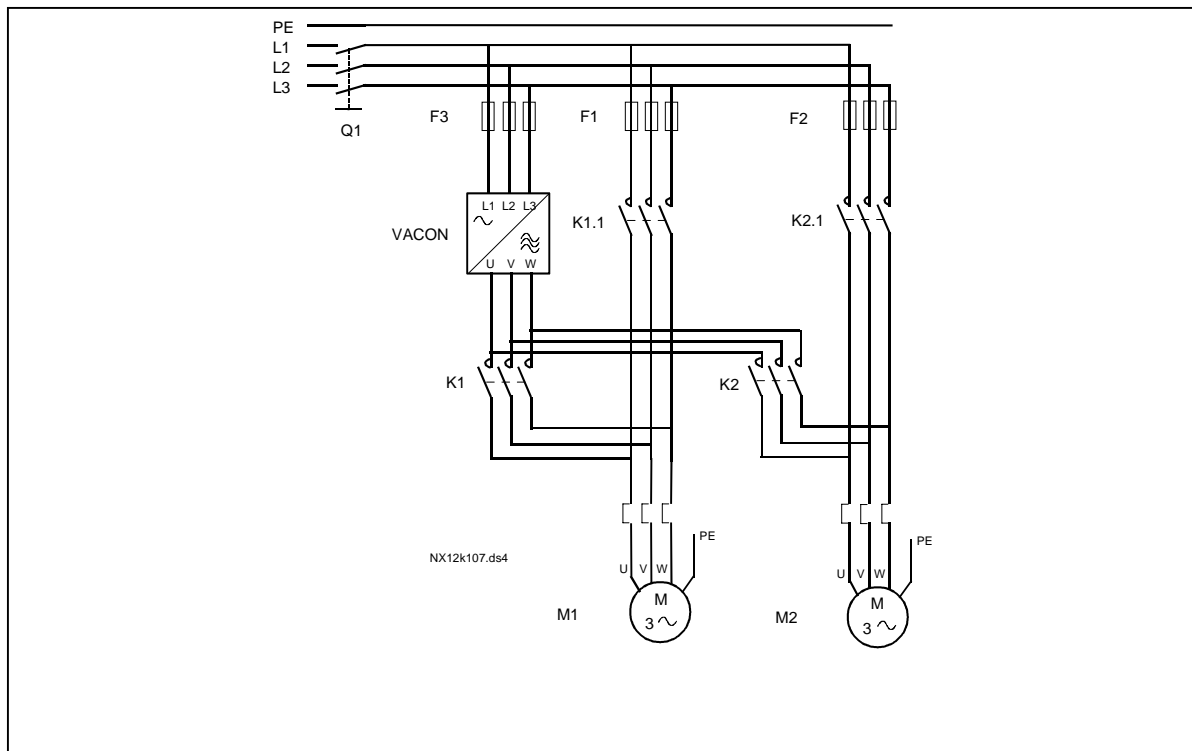 PE
L1
L2
L3
Q1
F3
F1
F2
L1 L2 L3
VACON
U V W
K1.1
K2.1
K1
K2
NX12k107.ds4
PE
U V W
M1
M
3
PE
U V W
M2
M
3